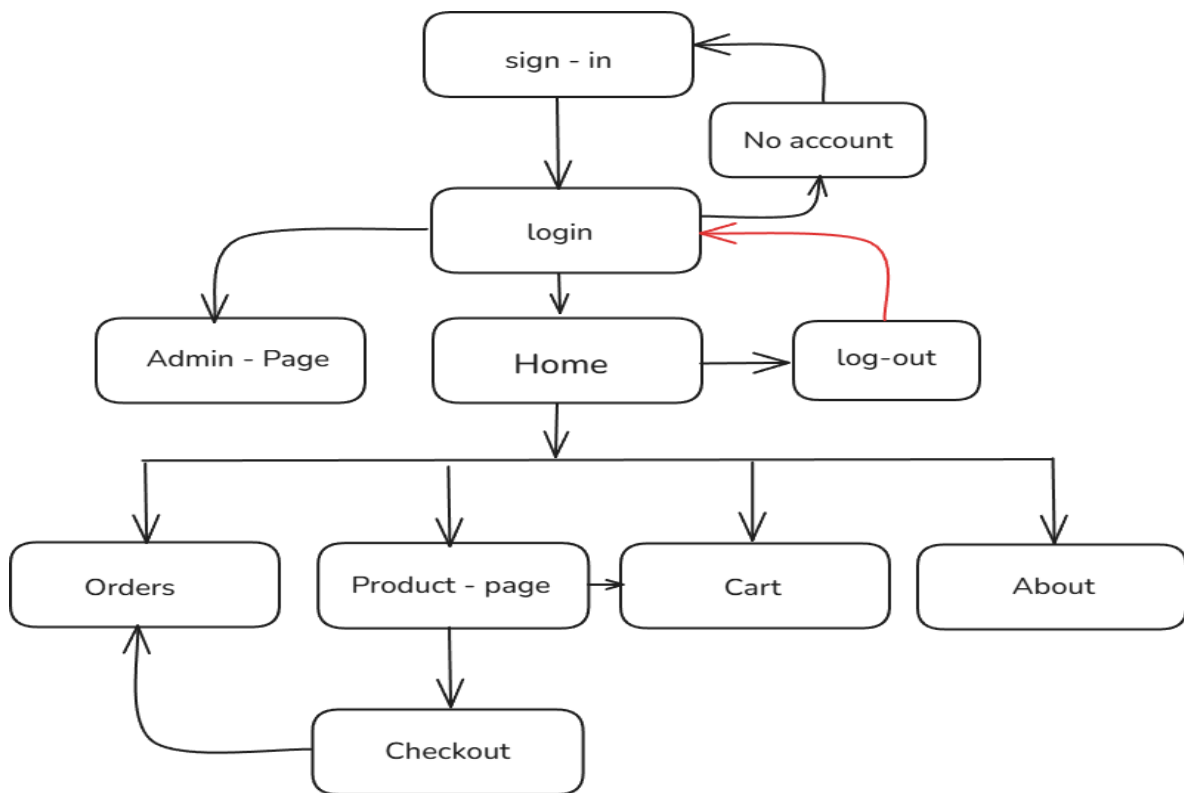 sign - in
No account
login
Admin - Page
Home
log-out
Orders
Product - page
Cart
About
Checkout